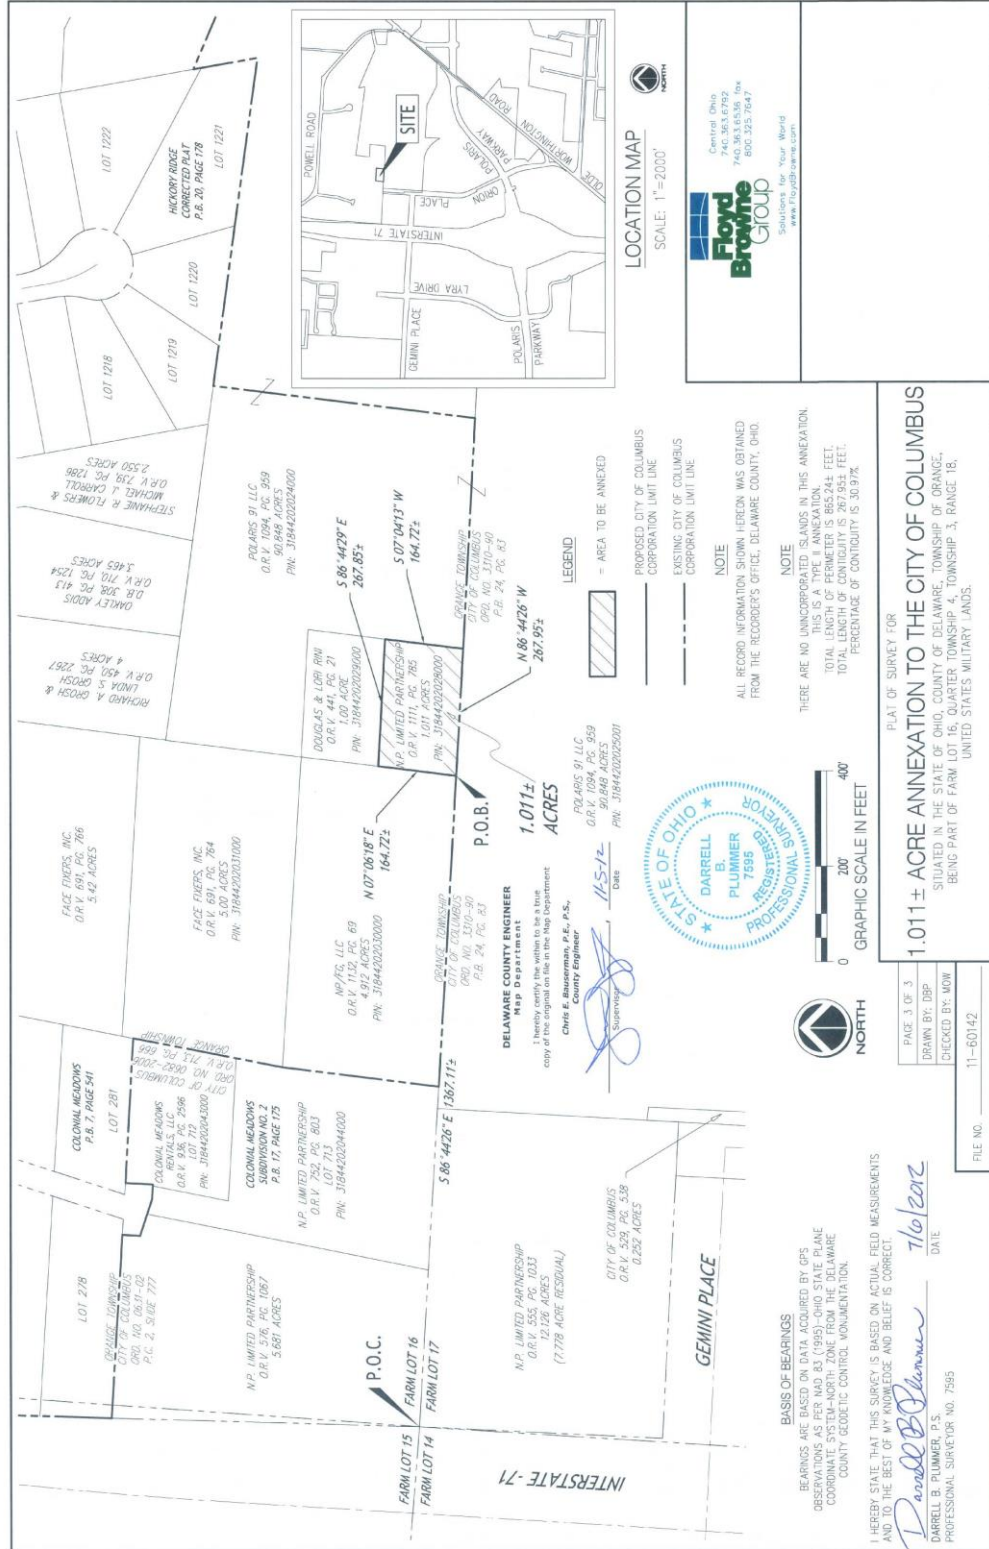 LOT 278
ORANGE TOWNSHIP
CITY OF COLUMBUS
ORD. NO. 0631-02
P.C. 2, SLIDE 777
COLONIAL MEADOWS
P.B. 7, PAGE 541
LOT 281
CITY OF COLUMBUS
ORD. NO. 0682-2006
O.R.V. 713, PG. 666
ORANGE TOWNSHIP
COLONIAL MEADOWS
RENTALS, LLC
O.R.V. 936, PG. 2596
LOT 712
PIN: 31844202043000
COLONIAL MEADOWS
SUBDIVISION NO. 2
P.B. 17, PAGE 175
N.P. LIMITED PARTNERSHIP
O.R.V. 752, PG. 803
LOT 713
PIN: 31844202044000
N.P. LIMITED PARTNERSHIP
O.R.V. 576, PG. 1067
5.681 ACRES
FACE FIXERS, INC.
O.R.V. 691, PG. 766
5.42 ACRES
FACE FIXERS, INC.
O.R.V. 691, PG. 764
5.00 ACRES
PIN: 31844202031000
NP/FG, LLC
O.R.V. 1132, PG. 69
4.912 ACRES
PIN: 31844202030000
RICHARD A. GROSH &
LINDA S. GROSH
O.R.V. 450, PG. 2267
4 ACRES
OAKLEY ADDIS
D.B. 308, PG. 413
O.R.V. 710, PG. 1254
3.465 ACRES
STEPHANIE R. FLOWERS &
MICHAEL J. CARROLL
O.R.V. 739, PG. 1286
2.550 ACRES
LOT 1218
LOT 1219
LOT 1220
HICKORY RIDGE
CORRECTED PLAT
P.B. 20, PAGE 178
LOT 1222
LOT 1221
DOUGLAS & LORI RINI
O.R.V. 441, PG. 21
1.00 ACRE
PIN: 31844202029000
N.P. LIMITED PARTNERSHIP
O.R.V. 1111, PG. 785
1.011 ACRES
PIN: 31844202028000
POLARIS 91 LLC
O.R.V. 1094, PG. 959
90.848 ACRES
PIN: 31844202024000
S 86°44'29" E
267.85±
S 07°04'13" W
164.72±
N 86°44'26" W
267.95±
N 07°06'18" E
164.72±
ORANGE TOWNSHIP
CITY OF COLUMBUS
ORD. NO. 3310-90
P.B. 24, PG. 83
ORANGE TOWNSHIP
CITY OF COLUMBUS
ORD. NO. 3310-90
P.B. 24, PG. 83
P.O.B.
1.011±
ACRES
POLARIS 91 LLC
O.R.V. 1094, PG. 959
90.848 ACRES
PIN: 31844202025001
S 86°44'26" E 1367.11±
P.O.C.
FARM LOT 15
FARM LOT 16
FARM LOT 14
FARM LOT 17
INTERSTATE-71
N.P. LIMITED PARTNERSHIP
O.R.V. 555, PG. 1033
12.126 ACRES
(7.778 ACRE RESIDUAL)
CITY OF COLUMBUS
O.R.V. 529, PG. 538
0.252 ACRES
GEMINI PLACE
DELAWARE COUNTY ENGINEER
Map Department
I hereby certify the within to be a true
copy of the original on file in the Map Department
Chris E. Bauserman, P.E., P.S.,
County Engineer
Supervisor
11-5-12
Date
POWELL ROAD
SITE
INTERSTATE 71
ORION
PLACE
POLARIS
PARKWAY
OLDE
WORTHINGTON
ROAD
LYRA DRIVE
GEMINI PLACE
POLARIS
PARKWAY
LOCATION MAP
SCALE: 1"=2000'
NORTH
LEGEND
= AREA TO BE ANNEXED
PROPOSED CITY OF COLUMBUS
CORPORATION LIMIT LINE
EXISTING CITY OF COLUMBUS
CORPORATION LIMIT LINE
NOTE
ALL RECORD INFORMATION SHOWN HEREON WAS OBTAINED
FROM THE RECORDER'S OFFICE, DELAWARE COUNTY, OHIO.
NOTE
THERE ARE NO UNINCORPORATED ISLANDS IN THIS ANNEXATION.
THIS IS A TYPE II ANNEXATION.
TOTAL LENGTH OF PERIMETER IS 865.24± FEET.
TOTAL LENGTH OF CONTIGUITY IS 267.95± FEET.
PERCENTAGE OF CONTIGUITY IS 30.97%
STATE OF OHIO
DARRELL
B.
PLUMMER
7595
REGISTERED
PROFESSIONAL SURVEYOR
NORTH
0 200' 400'
GRAPHIC SCALE IN FEET
Floyd
Browne
Group
Central Ohio
740.363.6792
740.363.6536 fax
800.325.7647
Solutions for Your World
www.FloydBrowne.com
BASIS OF BEARINGS
BEARINGS ARE BASED ON DATA ACQUIRED BY GPS
OBSERVATIONS AS PER NAD 83 (1995)-OHIO STATE PLANE
COORDINATE SYSTEM-NORTH ZONE FROM THE DELAWARE
COUNTY GEODETIC CONTROL MONUMENTATION.
I HEREBY STATE THAT THIS SURVEY IS BASED ON ACTUAL FIELD MEASUREMENTS
AND TO THE BEST OF MY KNOWLEDGE AND BELIEF IS CORRECT.
Darrell B Plummer 7/6/2012
DARRELL B. PLUMMER, P.S. DATE
PROFESSIONAL SURVEYOR NO. 7595
PAGE 3 OF 3
DRAWN BY: DBP
CHECKED BY: MOW
FILE NO. 11-60142
PLAT OF SURVEY FOR
1.011± ACRE ANNEXATION TO THE CITY OF COLUMBUS
SITUATED IN THE STATE OF OHIO, COUNTY OF DELAWARE, TOWNSHIP OF ORANGE,
BEING PART OF FARM LOT 16, QUARTER TOWNSHIP 4, TOWNSHIP 3, RANGE 18,
UNITED STATES MILITARY LANDS.